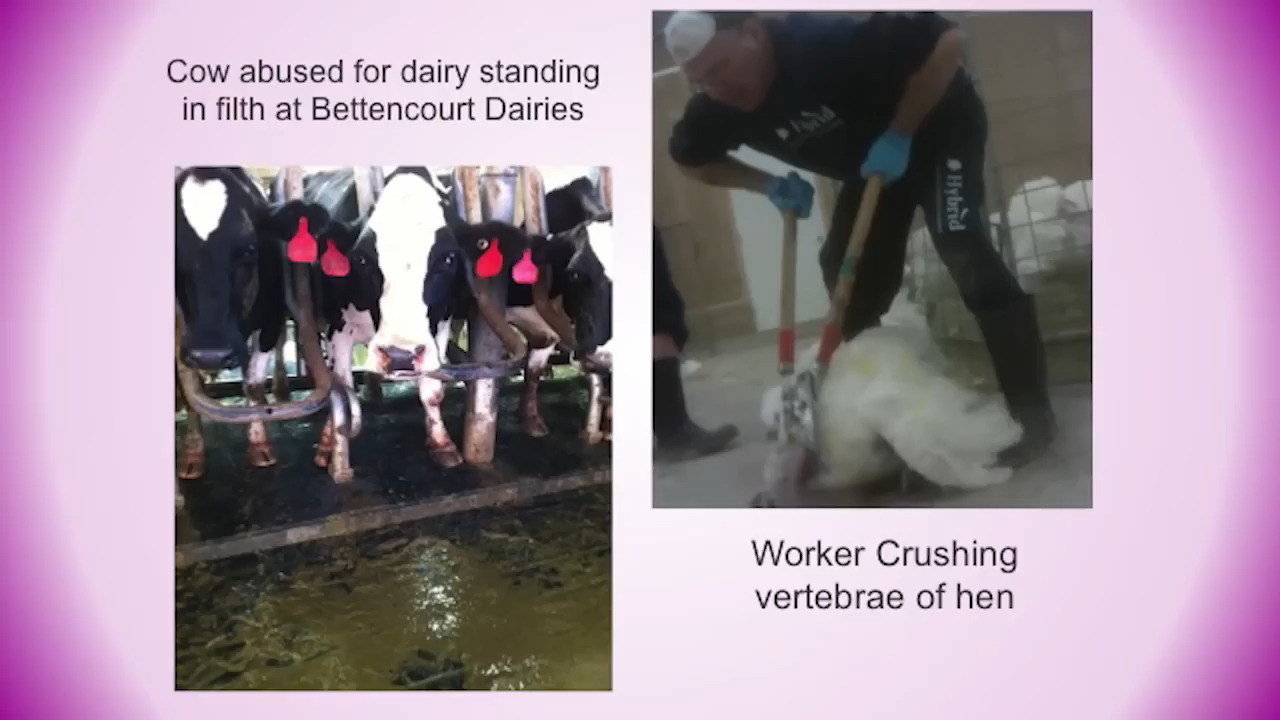 Cow abused for dairy standing
in filth at Bettencourt Dairies
Hybrid
Hybrid
Worker Crushing
vertebrae of hen